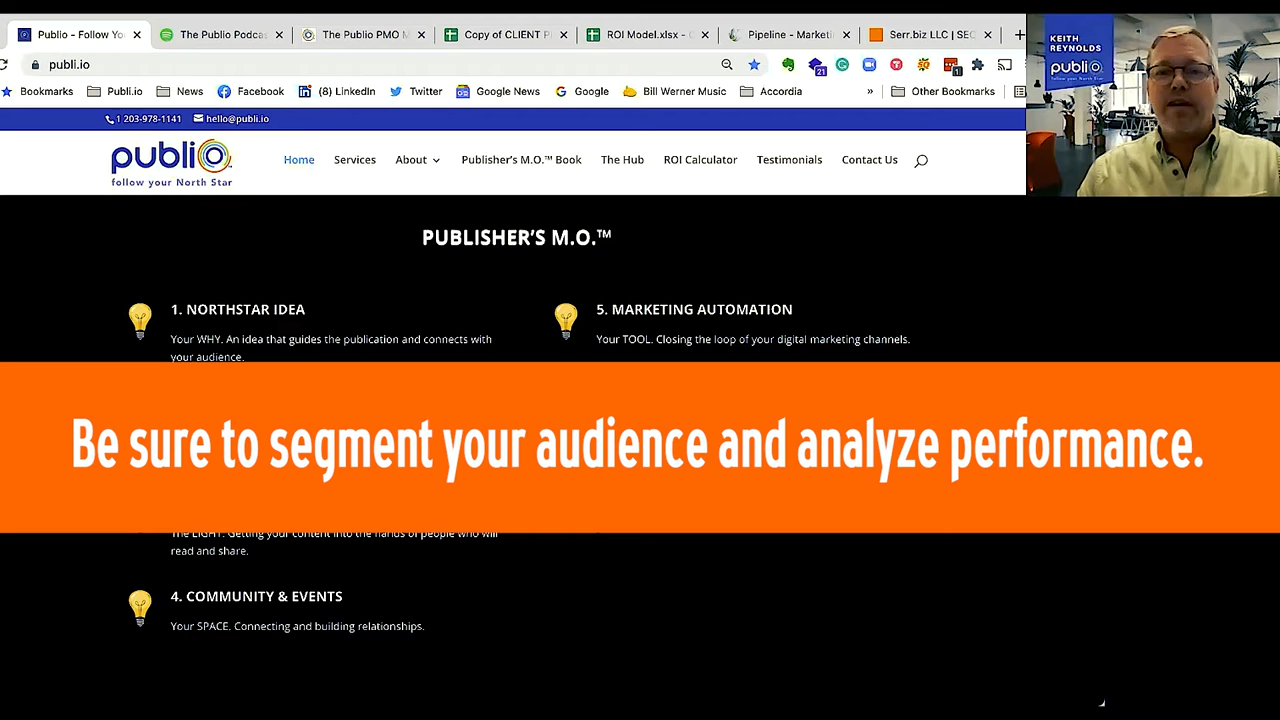 Publio - Follow Yo
The Publio Podcas
The Publio PMO M
Copy of CLIENT P
ROI Model.xlsx - G
Pipeline - Marketi
Serr.biz LLC | SEC
publi.io
21
1
Bookmarks
Publi.io
News
Facebook
(8) LinkedIn
Twitter
Google News
Google
Bill Werner Music
Accordia
»
Other Bookmarks
KEITH
REYNOLDS
publiO
follow your North Star
1 203-978-1141
hello@publi.io
publiO
follow your North Star
Home
Services
About
Publisher's M.O.™ Book
The Hub
ROI Calculator
Testimonials
Contact Us
PUBLISHER'S M.O.™
1. NORTHSTAR IDEA
Your WHY. An idea that guides the publication and connects with
your audience.
5. MARKETING AUTOMATION
Your TOOL. Closing the loop of your digital marketing channels.
Be sure to segment your audience and analyze performance.
The LIGHT. Getting your content into the hands of people who will
read and share.
4. COMMUNITY & EVENTS
Your SPACE. Connecting and building relationships.